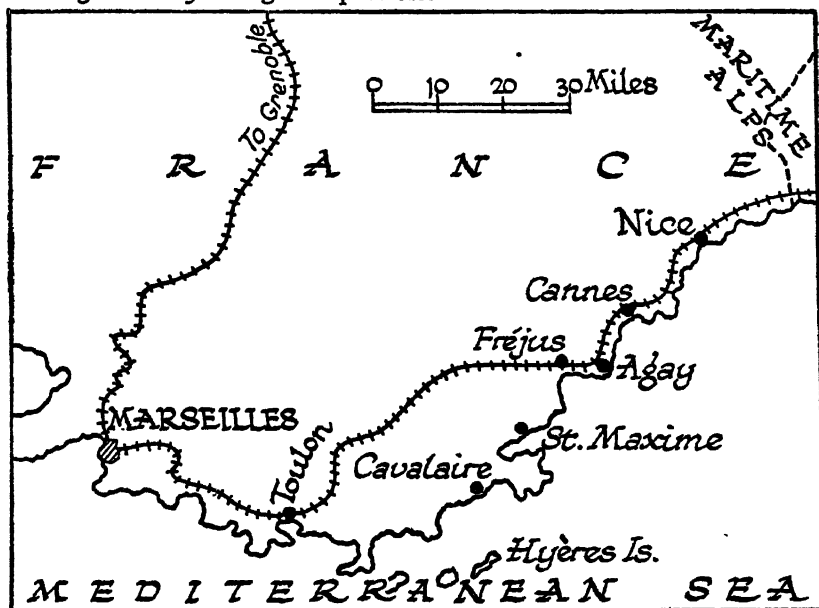 To Grenoble
0 10 20 30 Miles
MARITIME
ALPS
FRANCE
Nice
Cannes
Fréjus
Agay
MARSEILLES
Toulon
St. Maxime
Cavalaire
Hyères Is.
MEDITERRANEAN SEA